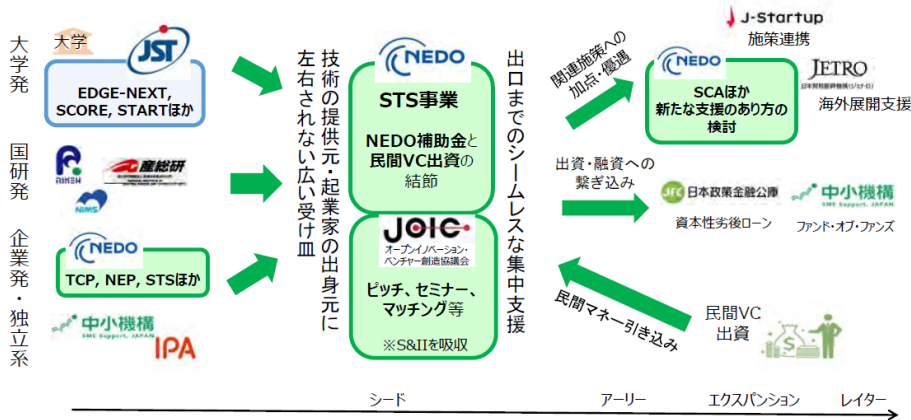 大学発
大学
JST
EDGE-NEXT,
SCORE, STARTほか
国研発
RIKEN
産総研
NIMS
企業発・独立系
NEDO
TCP, NEP, STSほか
中小機構
SME Support, JAPAN
IPA
技術の提供元・起業家の出身元に
左右されない広い受け皿
NEDO
STS事業
NEDO補助金と
民間VC出資の
結節
JOIC
オープンイノベーション・
ベンチャー創造協議会
ピッチ、セミナー、
マッチング等
※S&IIを吸収
出口までのシームレスな集中支援
関連施策への
加点・優遇
J-Startup
施策連携
NEDO
SCAほか
新たな支援のあり方の
検討
JETRO
海外展開支援
出資・融資への
繋ぎ込み
JFC
日本政策金融公庫
資本性劣後ローン
中小機構
SME Support, JAPAN
ファンド・オブ・ファンズ
民間マネー引き込み
民間VC
出資
シード
アーリー
エクスパンション
レイター